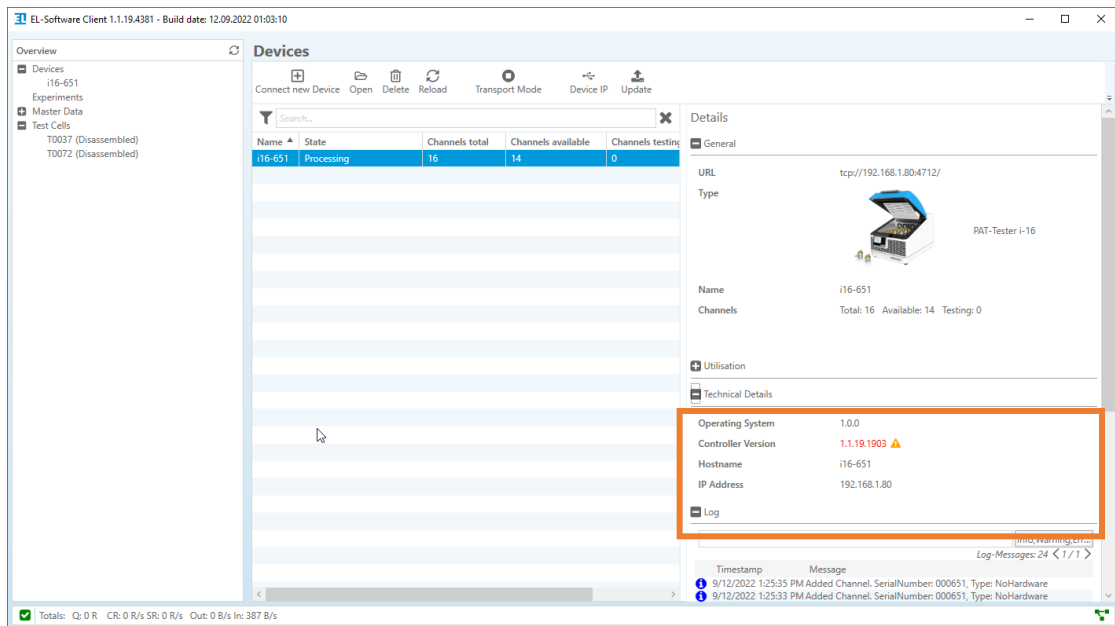 EL-Software Client 1.1.19.4381 - Build date: 12.09.2022 01:03:10
Overview
Devices
i16-651
Experiments
Master Data
Test Cells
T0037 (Disassembled)
T0072 (Disassembled)
Devices
Connect new Device Open Delete Reload Transport Mode Device IP Update
Search...
Name State Channels total Channels available Channels testing
i16-651 Processing 16 14 0
Details
General
URL tcp://192.168.1.80:4712/
Type
PAT-Tester i-16
Name i16-651
Channels Total: 16 Available: 14 Testing: 0
Utilisation
Technical Details
Operating System 1.0.0
Controller Version 1.1.19.1903
Hostname i16-651
IP Address 192.168.1.80
Log
Info,Warning,Err...
Log-Messages: 24 < 1 / 1 >
Timestamp Message
9/12/2022 1:25:35 PM Added Channel. SerialNumber: 000651, Type: NoHardware
9/12/2022 1:25:33 PM Added Channel. SerialNumber: 000651, Type: NoHardware
Totals: Q: 0 R CR: 0 R/s SR: 0 R/s Out: 0 B/s In: 387 B/s